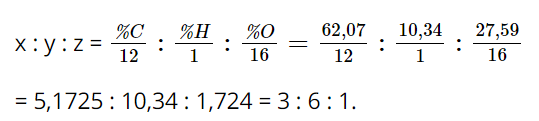 x : y : z = %C/12 : %H/1 : %O/16 = 62,07/12 : 10,34/1 : 27,59/16
= 5,1725 : 10,34 : 1,724 = 3 : 6 : 1.